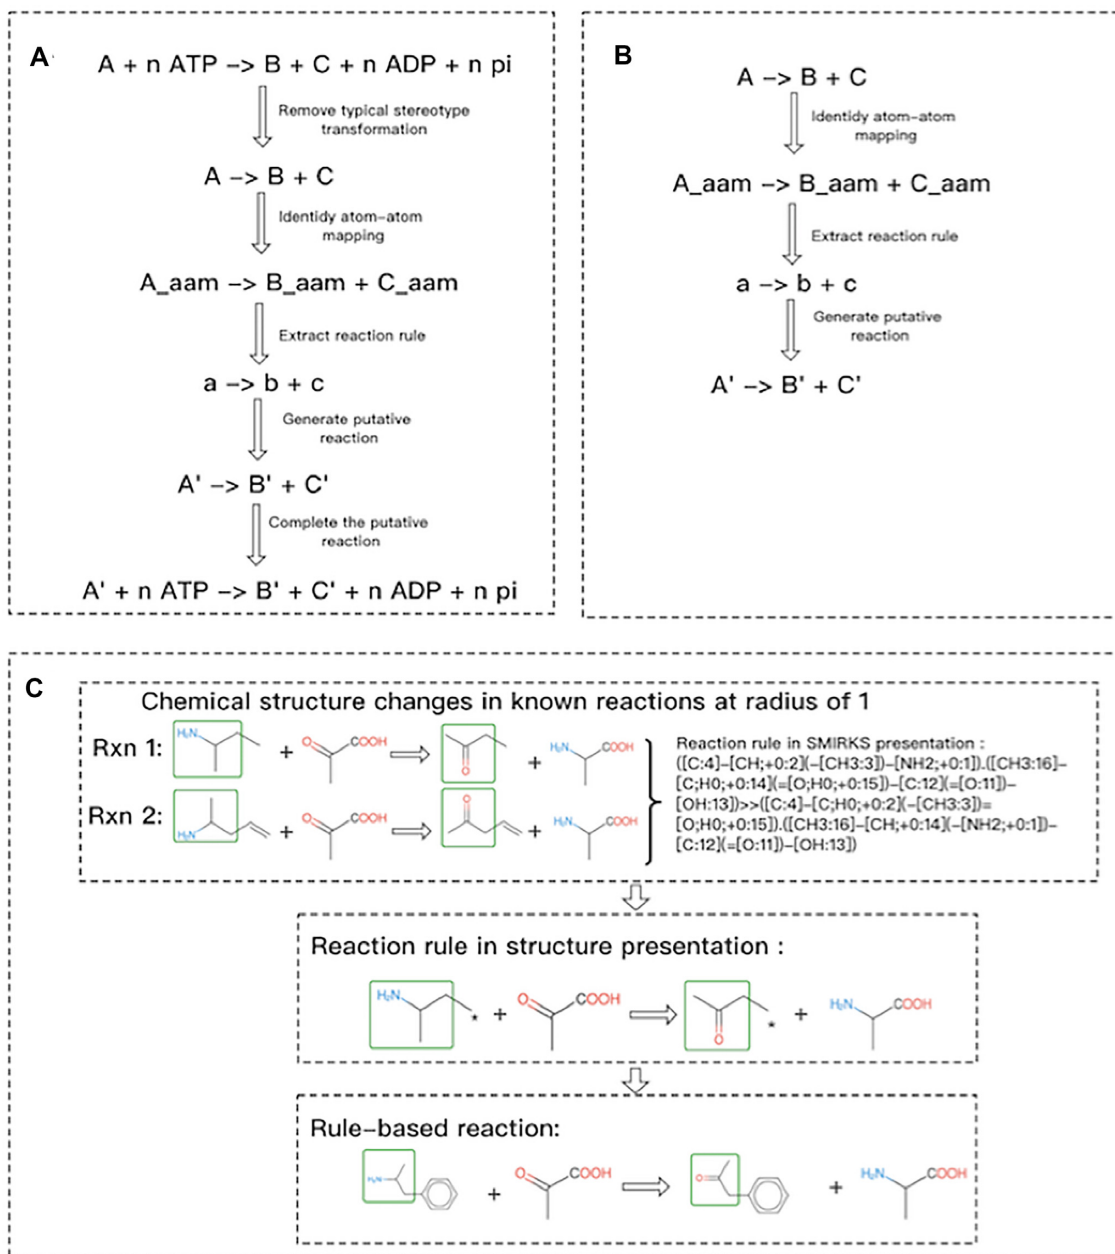 A
A + n ATP -> B + C + n ADP + n pi
Remove typical stereotype
transformation
A -> B + C
Identidy atom-atom
mapping
A_aam -> B_aam + C_aam
Extract reaction rule
a -> b + c
Generate putative
reaction
A' -> B' + C'
Complete the putative
reaction
A' + n ATP -> B' + C' + n ADP + n pi
B
A -> B + C
Identidy atom-atom
mapping
A_aam -> B_aam + C_aam
Extract reaction rule
a -> b + c
Generate putative
reaction
A' -> B' + C'
C
Chemical structure changes in known reactions at radius of 1
Rxn 1: H₂N + O COOH O + H₂N COOH
Rxn 2: H₂N + O COOH O + H₂N COOH
Reaction rule in SMIRKS presentation :
([C:4]-[CH;+0:2](-[CH3:3])-[NH2;+0:1]).([CH3:16]-
[C;H0;+0:14](=[O;H0;+0:15])-[C:12](=[O:11])-
[OH:13])>>([C:4]-[C;H0;+0:2](-[CH3:3])=
[O;H0;+0:15]).([CH3:16]-[CH;+0:14](-[NH2;+0:1])-
[C:12](=[O:11])-[OH:13])
Reaction rule in structure presentation :
H₂N * + O COOH O * + H₂N COOH
Rule-based reaction:
H₂N + O COOH O + H₂N COOH